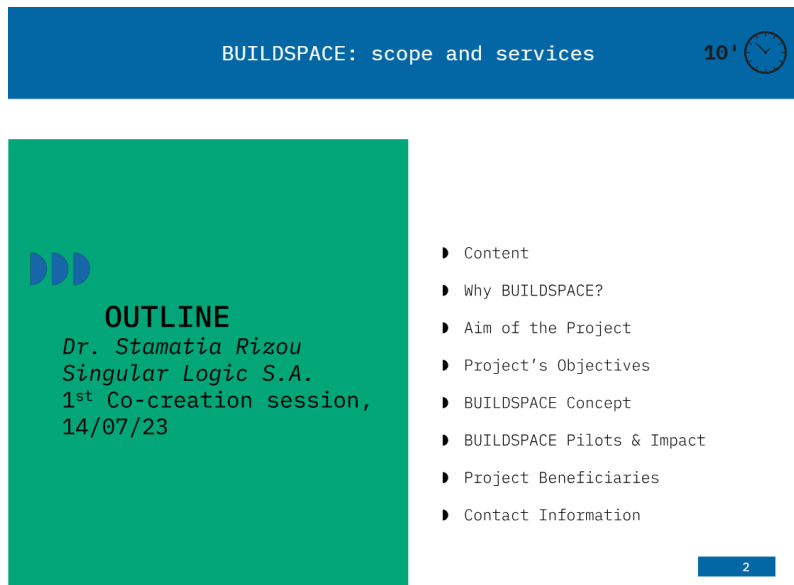 BUILDSPACE: scope and services
10'
OUTLINE
Dr. Stamatia Rizou
Singular Logic S.A.
1st Co-creation session,
14/07/23
Content
Why BUILDSPACE?
Aim of the Project
Project’s Objectives
BUILDSPACE Concept
BUILDSPACE Pilots & Impact
Project Beneficiaries
Contact Information
2